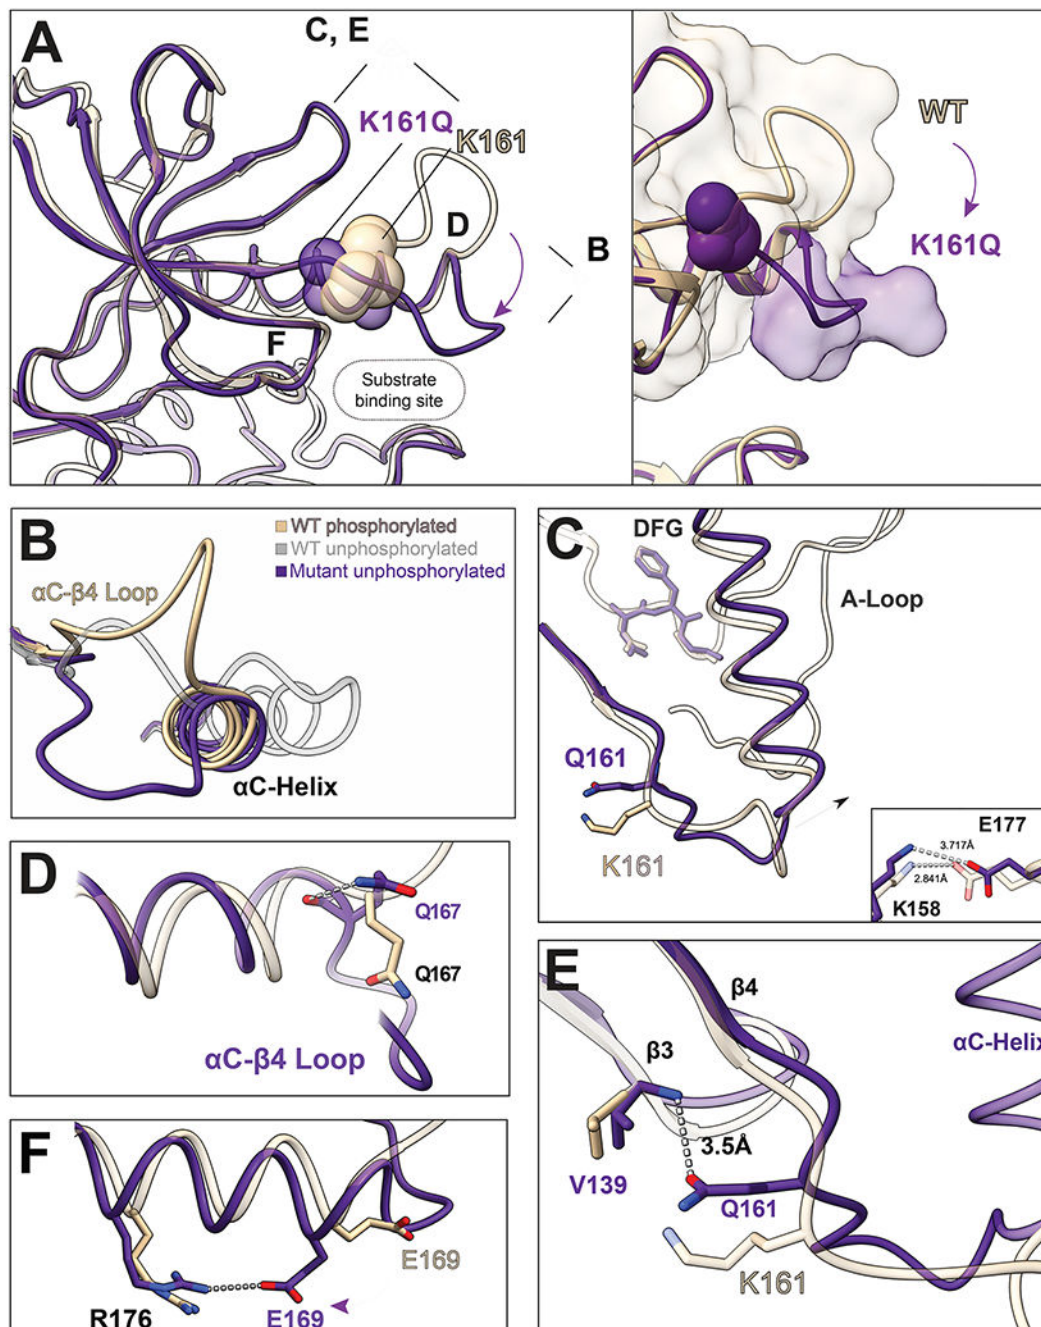 A
C, E
K161Q
K161
D
B
F
Substrate
binding site
WT
K161Q
B
WT phosphorylated
WT unphosphorylated
Mutant unphosphorylated
αC-β4 Loop
αC-Helix
C
DFG
A-Loop
Q161
K161
E177
3.717Å
2.841Å
K158
D
Q167
Q167
αC-β4 Loop
E
β4
β3
αC-Helix
3.5Å
V139
Q161
K161
F
E169
R176
E169